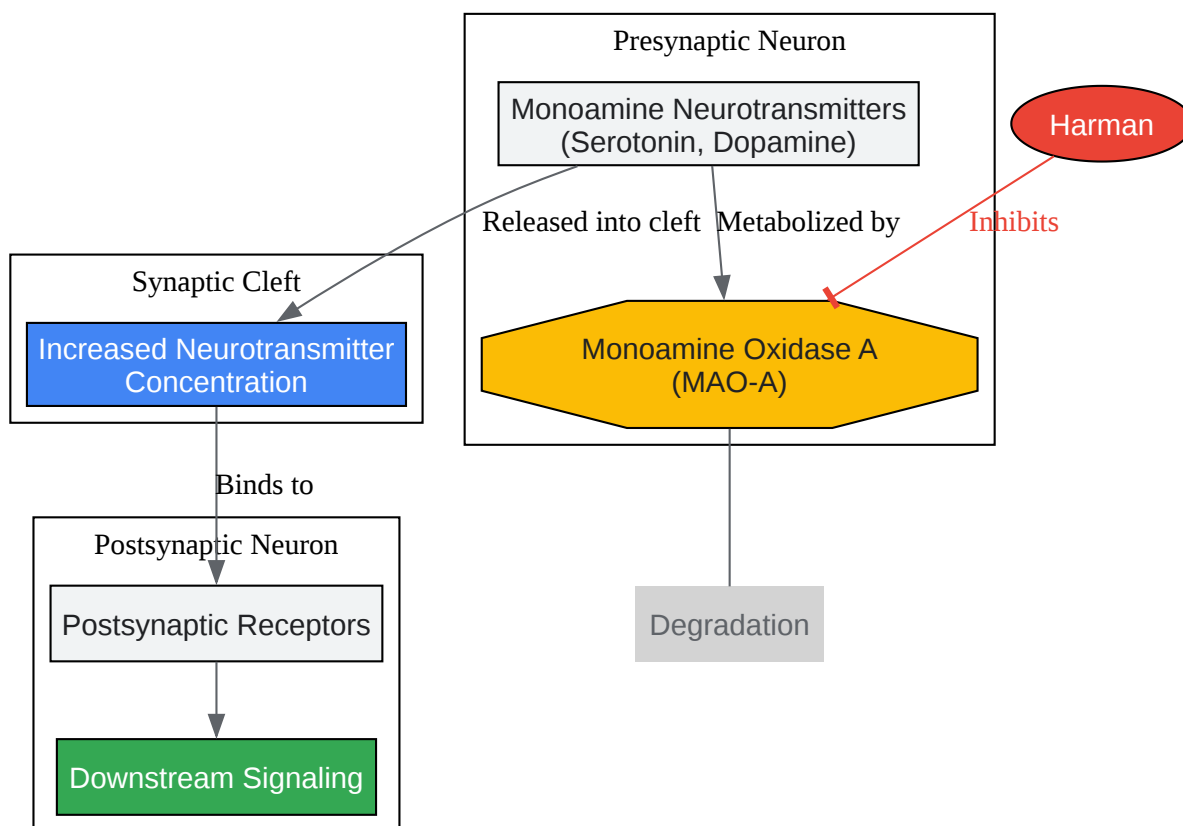 Presynaptic Neuron
Monoamine Neurotransmitters
(Serotonin, Dopamine)
Harman
Released into cleft
Metabolized by
Inhibits
Synaptic Cleft
Increased Neurotransmitter
Concentration
Monoamine Oxidase A
(MAO-A)
Binds to
Postsynaptic Neuron
Postsynaptic Receptors
Degradation
Downstream Signaling